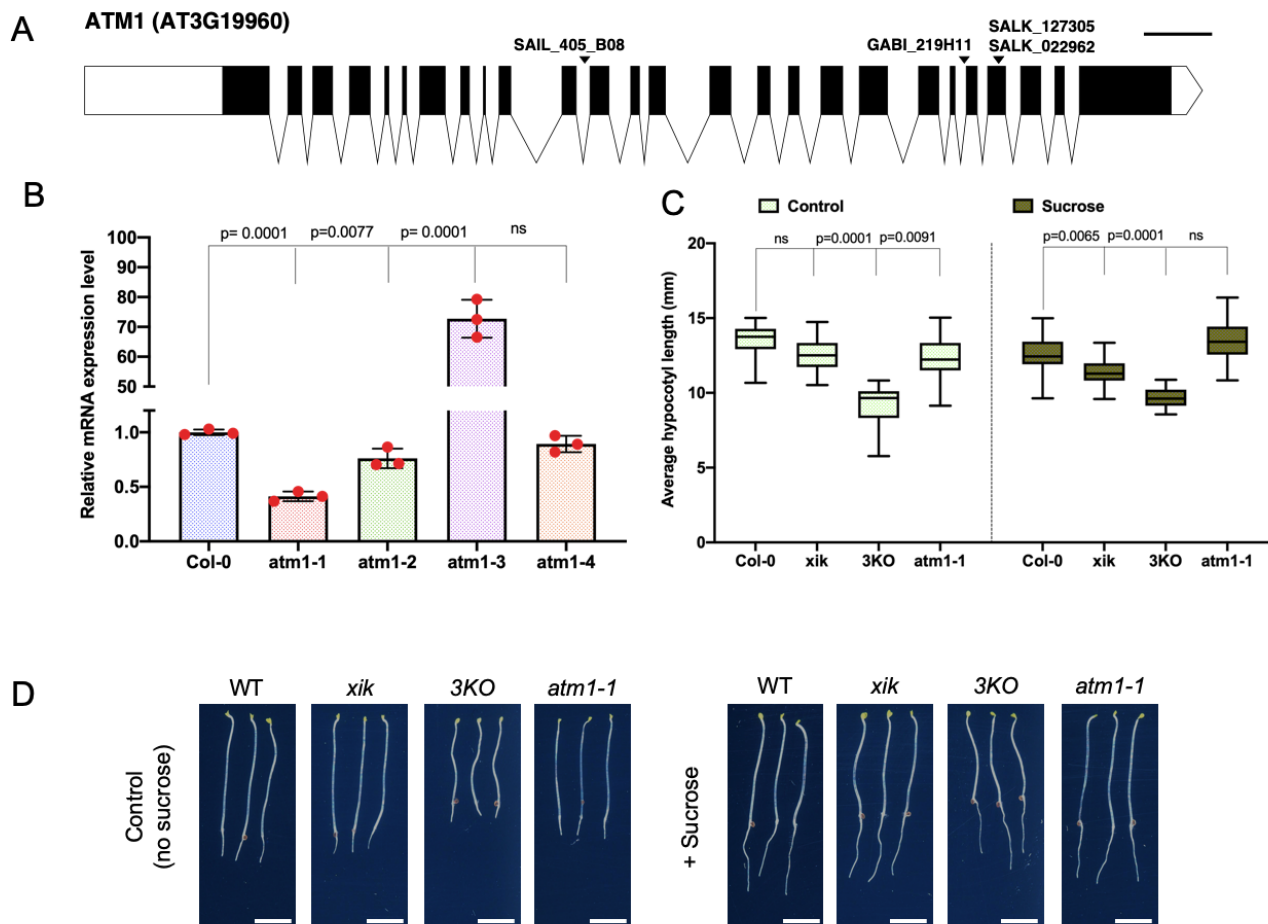 A
ATM1 (AT3G19960)
SAIL_405_B08
GABI_219H11
SALK_127305
SALK_022962
B
p= 0.0001
p=0.0077
p= 0.0001
ns
Relative mRNA expression level
100
90
80
70
60
50
1.0
0.5
0.0
Col-0
atm1-1
atm1-2
atm1-3
atm1-4
C
Control
Sucrose
ns
p=0.0001
p=0.0091
p=0.0065
p=0.0001
ns
Average hypocotyl length (mm)
20
15
10
5
0
Col-0
xik
3KO
atm1-1
Col-0
xik
3KO
atm1-1
D
WT
xik
3KO
atm1-1
WT
xik
3KO
atm1-1
Control
(no sucrose)
+ Sucrose